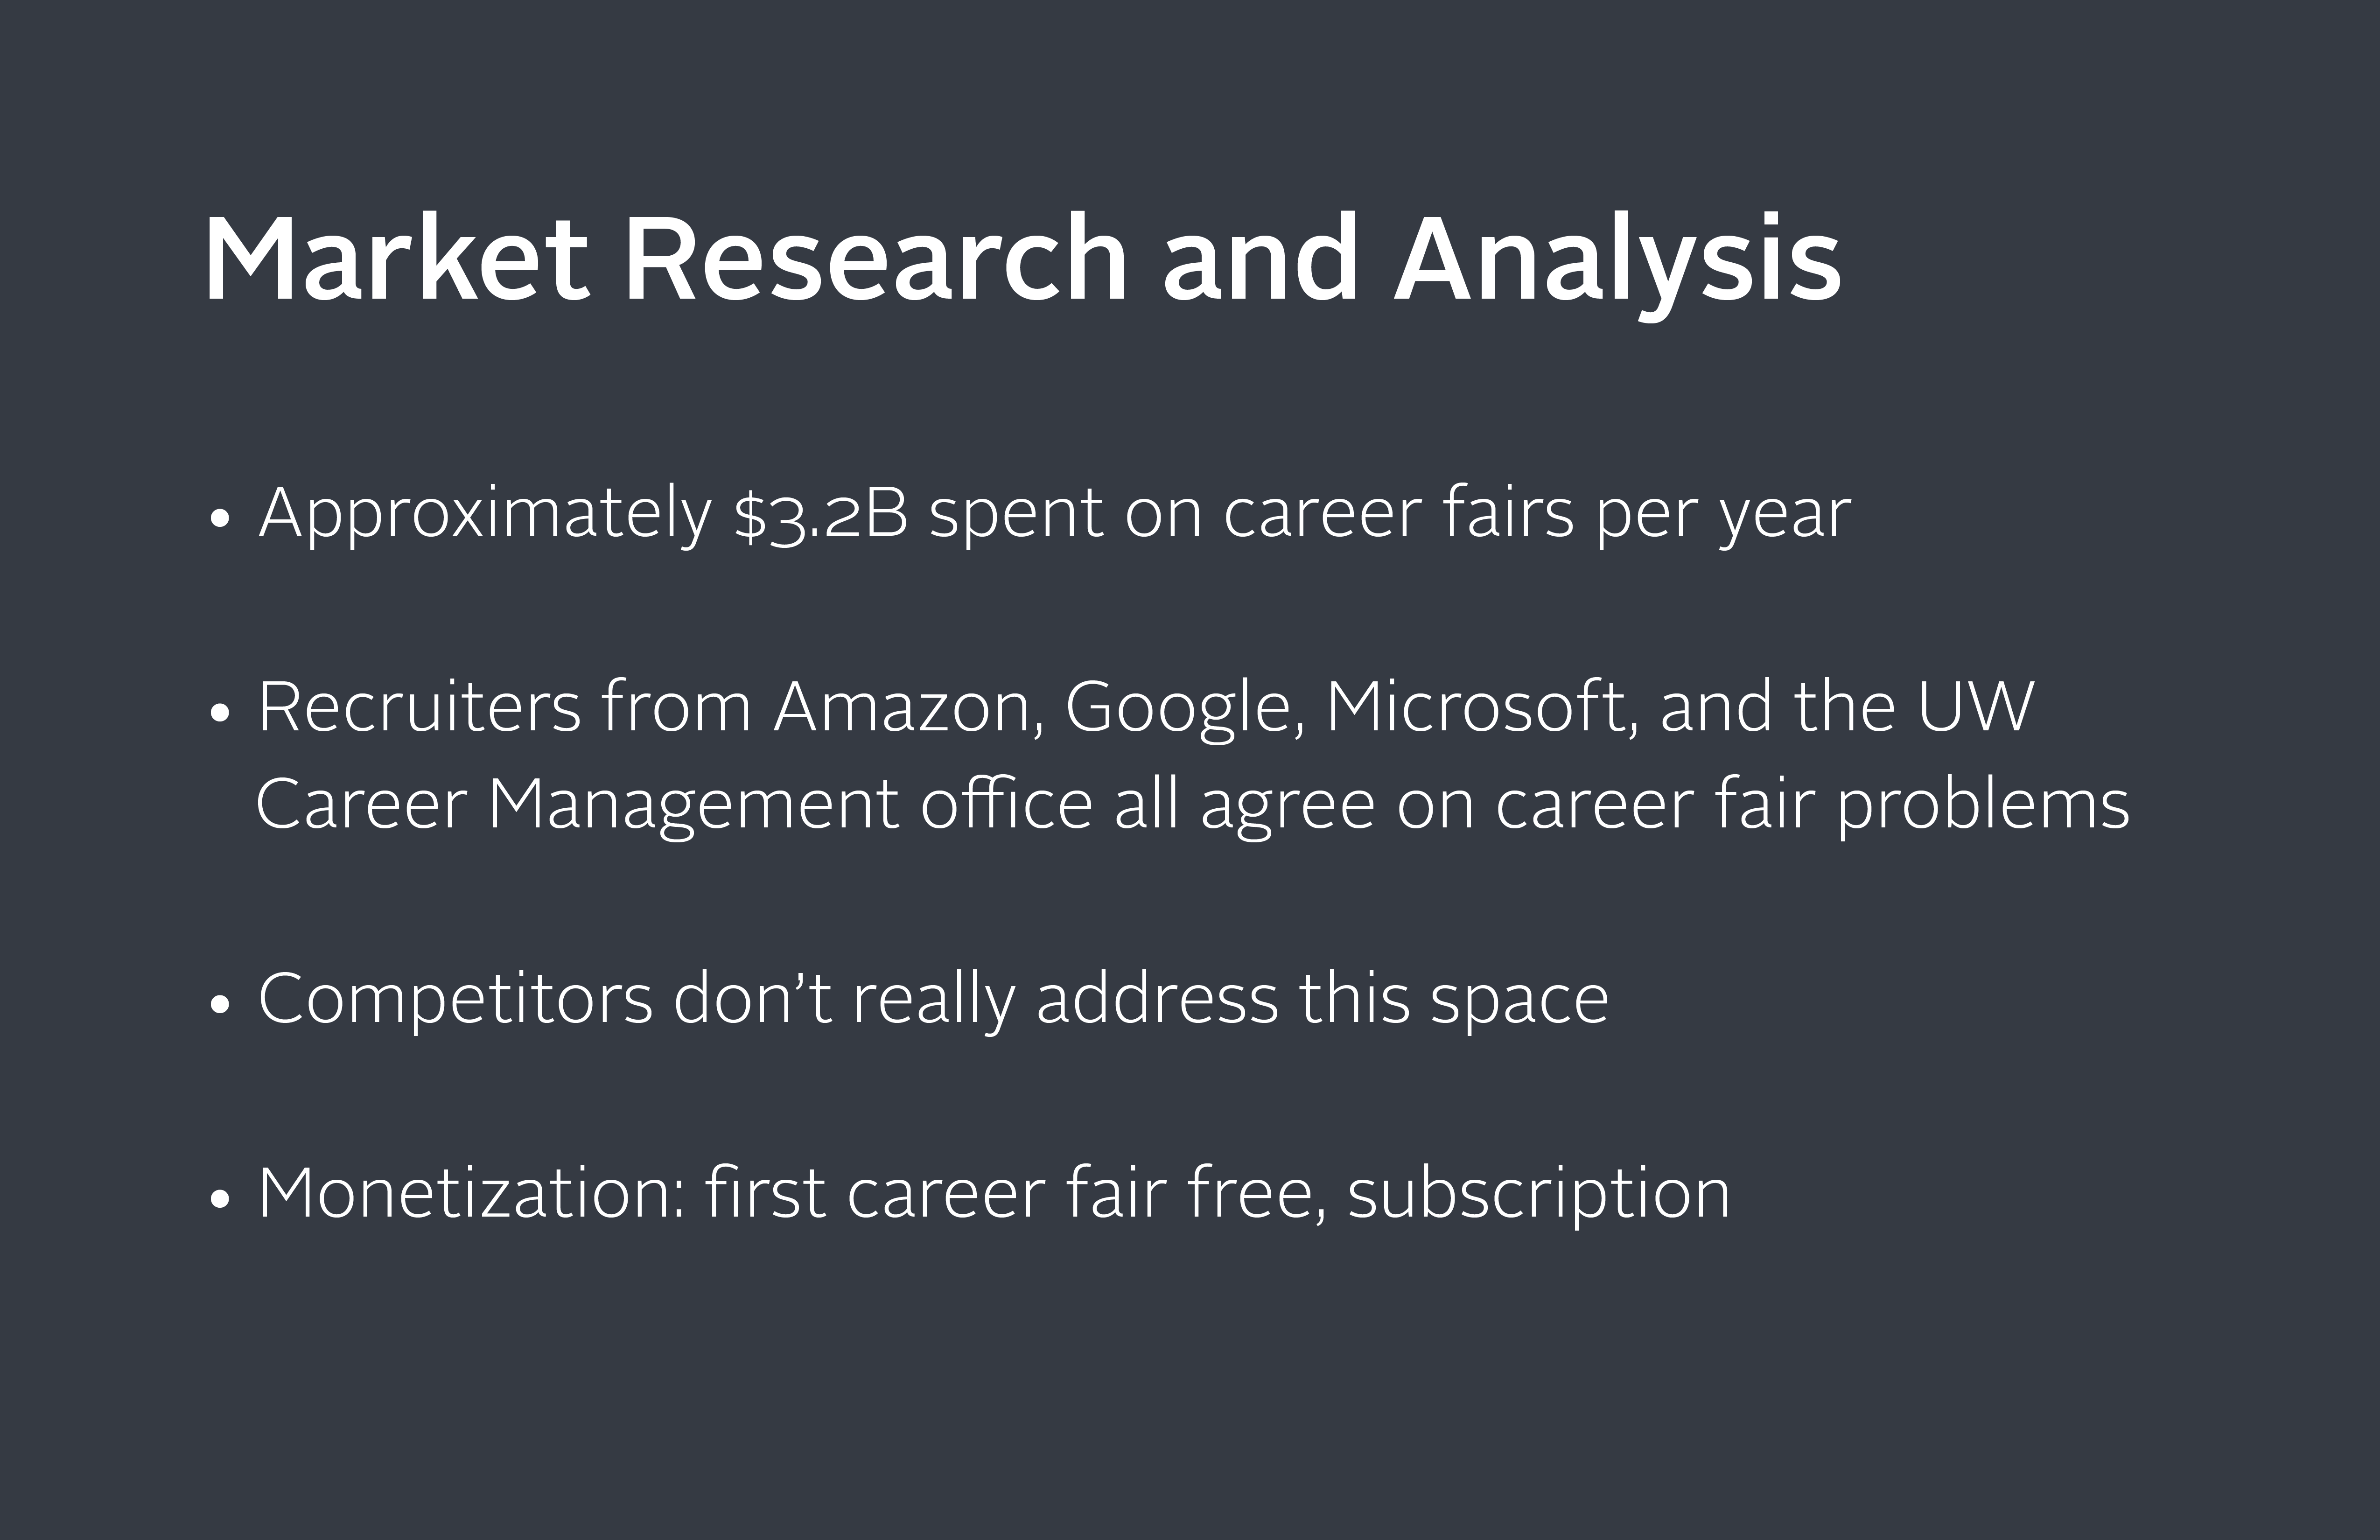 Market Research and Analysis
• Approximately $3.2B spent on career fairs per year
• Recruiters from Amazon, Google, Microsoft, and the UW
Career Management office all agree on career fair problems
• Competitors don’t really address this space
• Monetization: first career fair free, subscription